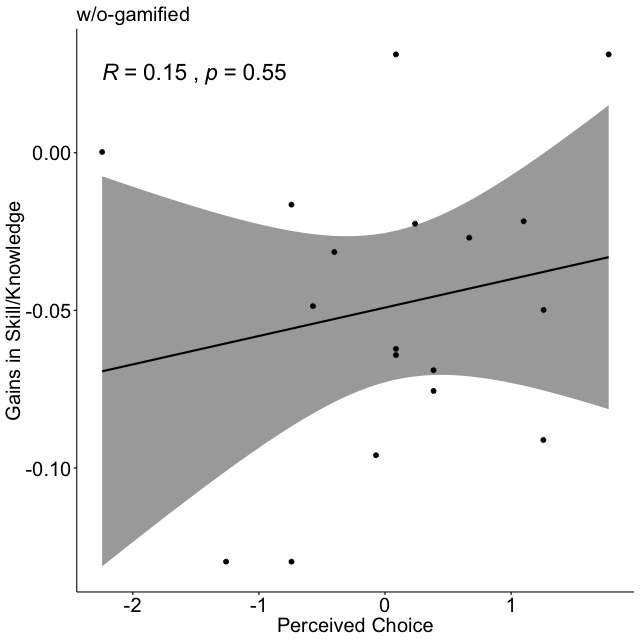 w/o-gamified
R = 0.15 , p = 0.55
0.00
-0.05
-0.10
Gains in Skill/Knowledge
-2
-1
0
1
Perceived Choice